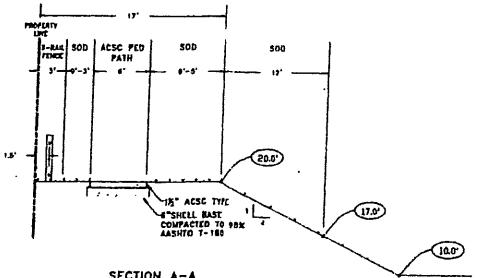 17'
PROPERTY LINE
3-RAIL FENCE
SOD
ACSC PED PATH
SOD
SOD
3'
6'
12'
1.5'
20.0'
1½" ACSC TYPE
6" SHELL BASE
COMPACTED TO 98%
AASHTO T-180
1
4
17.0'
10.0'
SECTION A-A